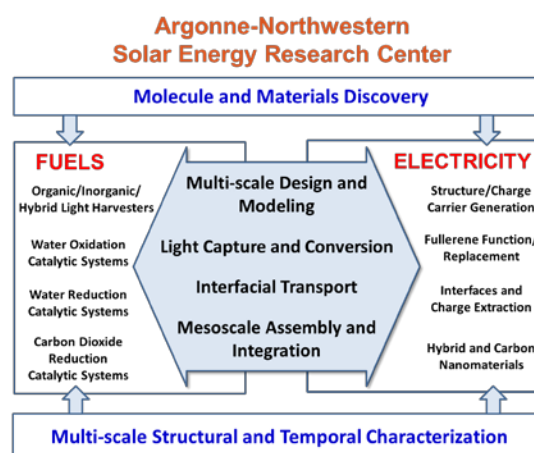 Argonne-Northwestern
Solar Energy Research Center
Molecule and Materials Discovery
FUELS
Organic/Inorganic/
Hybrid Light Harvesters
Water Oxidation
Catalytic Systems
Water Reduction
Catalytic Systems
Carbon Dioxide
Reduction
Catalytic Systems
Multi-scale Design and
Modeling
Light Capture and Conversion
Interfacial Transport
Mesoscale Assembly and
Integration
ELECTRICITY
Structure/Charge
Carrier Generation
Fullerene Function/
Replacement
Interfaces and
Charge Extraction
Hybrid and Carbon
Nanomaterials
Multi-scale Structural and Temporal Characterization